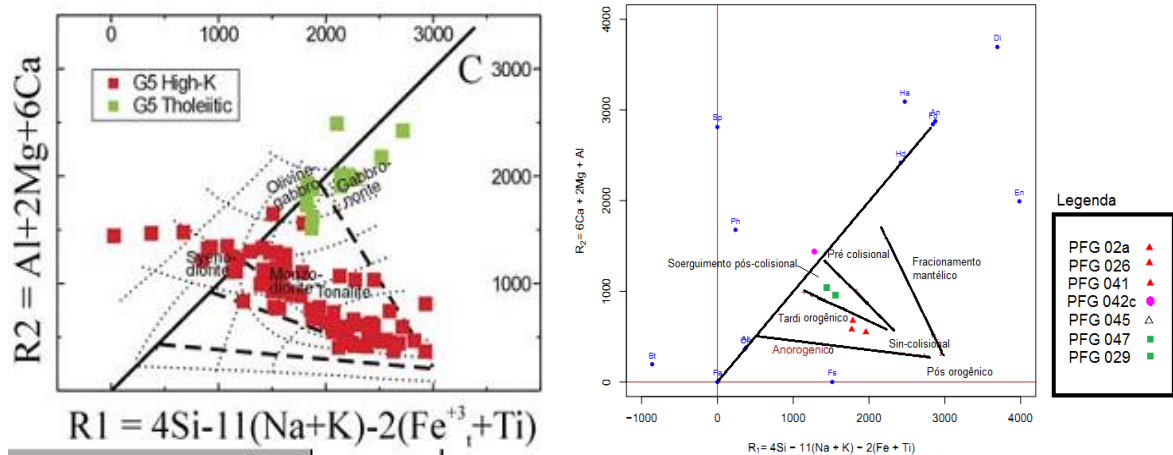 0 1000 2000 3000
C
G5 High-K
G5 Tholeiitic
3000
2000
1000
Olivine
gabbro
Gabbro-
norite
Syeno-
diorite
Monzo-
diorite
Tonalite
R2 = Al+2Mg+6Ca
R1 = 4Si-11(Na+K)-2(Fe+3t+Ti)
4000
3000
2000
1000
0
R2= 6Ca + 2Mg + Al
Di
He
An
Sp
Hd
En
Ph
Bt
Fs
Pré colisional
Soerguimento pós-colisional
Fracionamento
mantélico
Tardi orogênico
Sin-colisional
Anorogenico
Pós orogênico
−1000 0 1000 2000 3000 4000
R1= 4Si − 11(Na + K) − 2(Fe + Ti)
Legenda
PFG 02a
PFG 026
PFG 041
PFG 042c
PFG 045
PFG 047
PFG 029